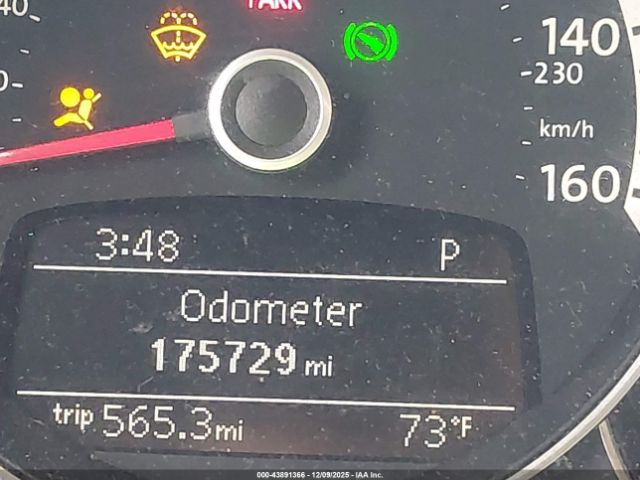 PARK
140
230
km/h
160
3:48 P
Odometer
175729 mi
trip 565.3 mi 73°F
000-43891366 - 12/09/2025 - IAA Inc.